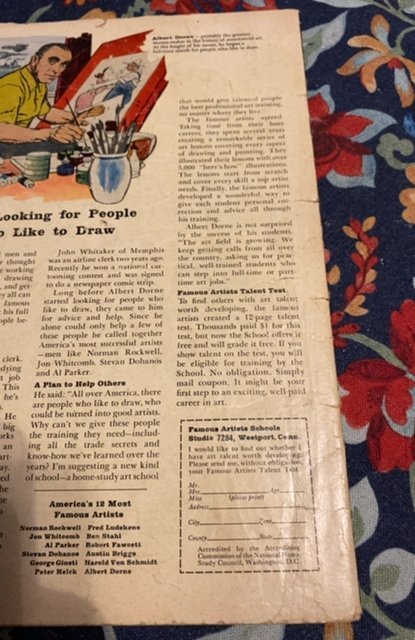 Albert Dorne — probably the greatest
money-maker in the history of commercial art.
At the height of his career, he began a
full-time search for people who like to draw
Looking for People
o Like to Draw
men and
thought
working
drawing
and get-
ry all can
famous
his full
ople be-
clerk.
dying
t job
This
he's
He
big
orks
an
art-
ay.
ed
he
he
John Whitaker of Memphis
was an airline clerk two years ago.
Recently he won a national car-
tooning contest and was signed
to do a newspaper comic strip.
Long before Albert Dorne
started looking for people who
like to draw, they came to him
for advice and help. Since he
alone could only help a few of
these people he called together
America's most successful artists
—men like Norman Rockwell,
Jon Whitcomb, Stevan Dohanos
and Al Parker.
A Plan to Help Others
He said: "All over America, there
are people who like to draw, who
could be turned into good artists.
Why can't we give these people
the training they need—includ-
ing all the trade secrets and
know-how we've learned over the
years? I'm suggesting a new kind
of school—a home-study art school
America's 12 Most
Famous Artists
Norman Rockwell Fred Ludekens
Jon Whitcomb Ben Stahl
Al Parker Robert Fawcett
Stevan Dohanos Austin Briggs
George Giusti Harold Von Schmidt
Peter Helck Albert Dorne
that would give talented people
the best professional art training,
no matter where they live."
The famous artists agreed.
Taking time from their busy
careers, they spent several years
creating a remarkable series of
art lessons covering every aspect
of drawing and painting. They
illustrated their lessons with over
5,000 "here's-how" illustrations.
The lessons start from scratch
and cover every skill a top artist
needs. Finally, the famous artists
developed a wonderful way to
give each student personal cor-
rection and advice all through
his training.
Albert Dorne is not surprised
by the success of his students.
"The art field is growing. We
keep getting calls from all over
the country, asking us for prac-
tical, well-trained students who
can step into full-time or part-
time art jobs."
Famous Artists Talent Test
To find others with art talent
worth developing, the famous
artists created a 12-page talent
test. Thousands paid $1 for this
test, but now the School offers it
free and will grade it free. If you
show talent on the test, you will
be eligible for training by the
School. No obligation. Simply
mail coupon. It might be your
first step to an exciting, well-paid
career in art.
Famous Artists Schools
Studio 7284, Westport, Conn.
I would like to find out whether I
have art talent worth developing.
Please send me, without obligation,
your Famous Artists Talent Test
Mr.
Mrs. Age
Miss (please print)
Address
City Zone
County State
Accredited by the Accrediting
Commission of the National Home
Study Council, Washington, D.C.